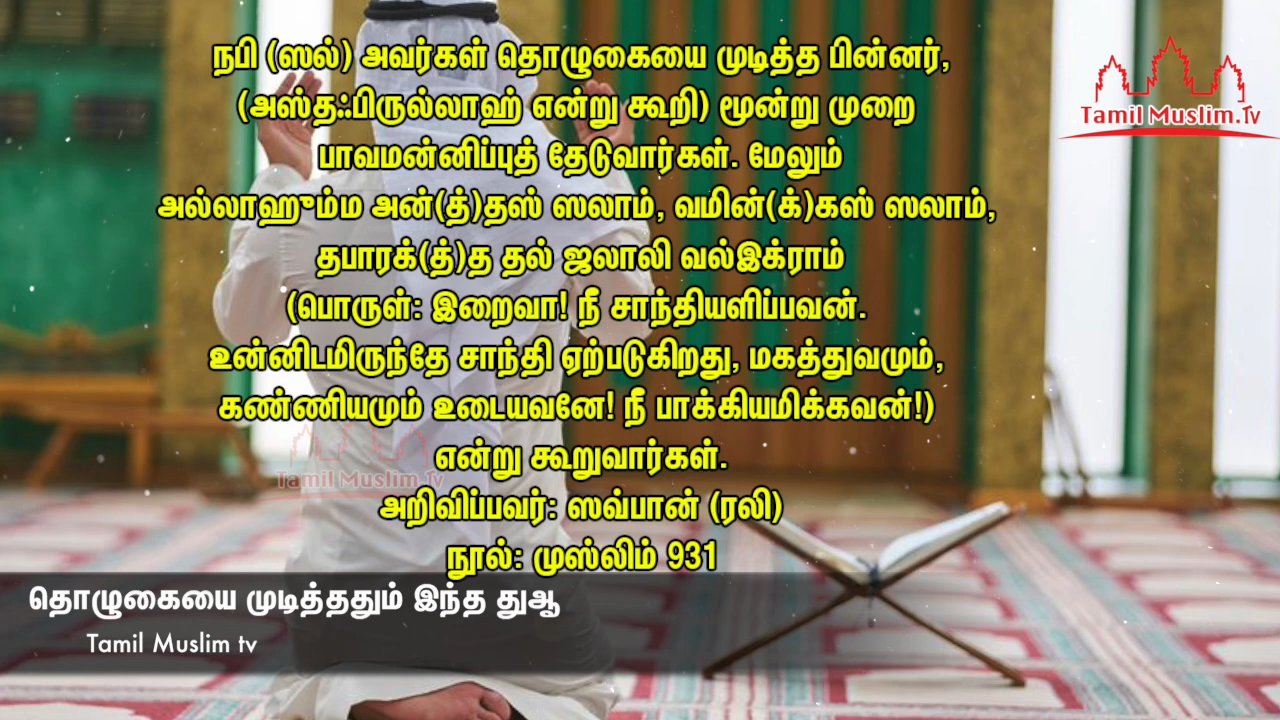 நபி (ஸல்) அவர்கள் தொழுகையை முடித்த பின்னர்,
(அஸ்தஃபிருல்லாஹ் என்று கூறி) மூன்று முறை
பாவமன்னிப்புத் தேடுவார்கள். மேலும்
அல்லாஹும்ம அன்(த்)தஸ் ஸலாம், வமின்(க்)கஸ் ஸலாம்,
தபாரக்(த்)த தல் ஜலாலி வல்இக்ராம்
(பொருள்: இறைவா! நீ சாந்தியளிப்பவன்.
உன்னிடமிருந்தே சாந்தி ஏற்படுகிறது, மகத்துவமும்,
கண்ணியமும் உடையவனே! நீ பாக்கியமிக்கவன்!)
என்று கூறுவார்கள்.
அறிவிப்பவர்: ஸவ்பான் (ரலி)
நூல்: முஸ்லிம் 931
Tamil Muslim.Tv
Tamil Muslim Tv
தொழுகையை முடித்ததும் இந்த துஆ
Tamil Muslim tv